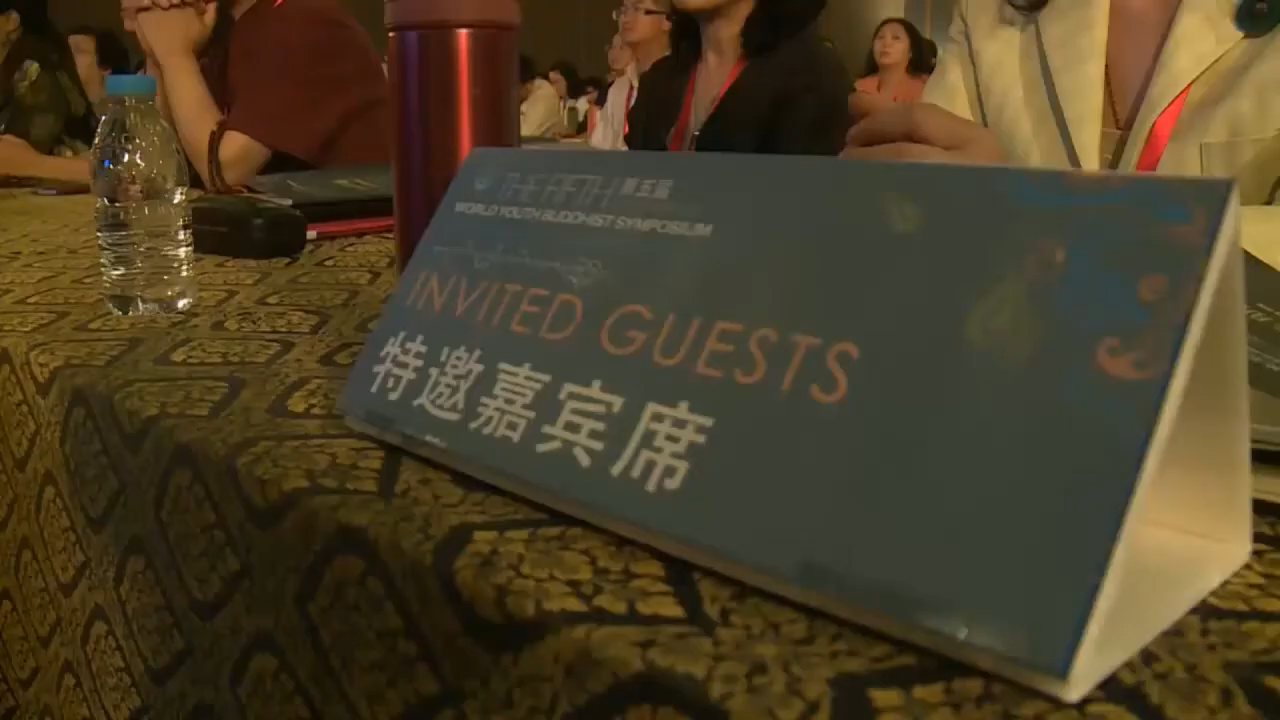 THE FIFTH 第五届
WORLD YOUTH BUDDHIST SYMPOSIUM
INVITED GUESTS
特邀嘉宾席